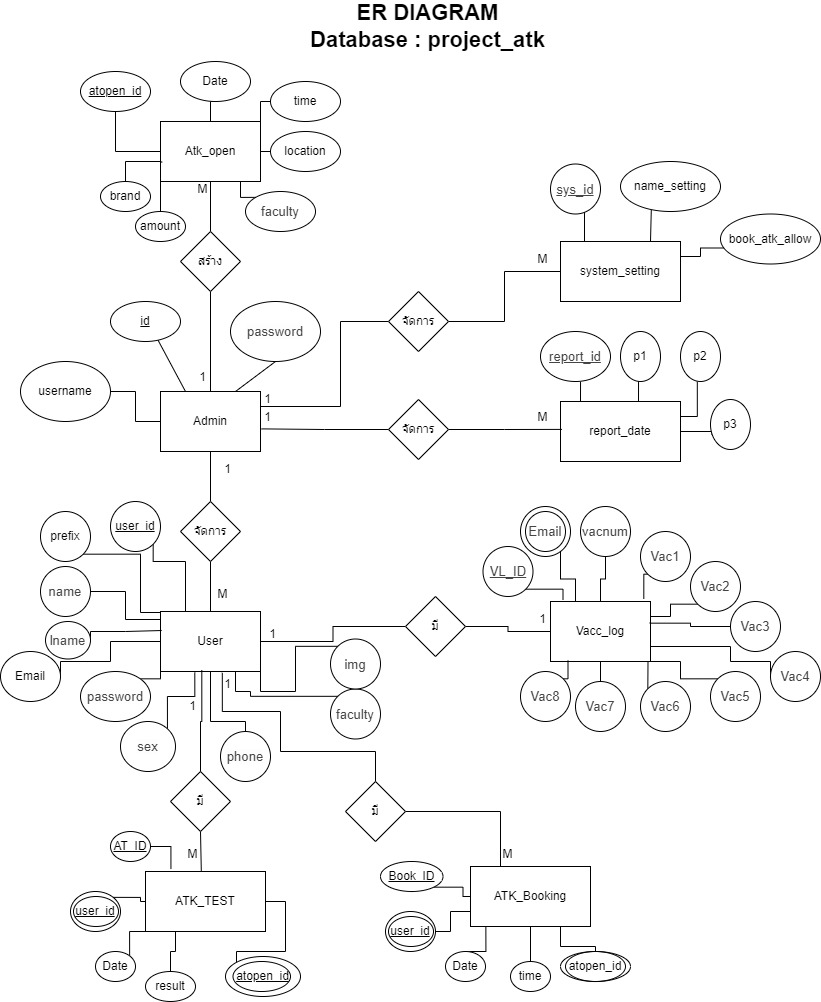 ER DIAGRAM
Database : project_atk
atopen_id
Date
time
Atk_open
location
brand
amount
M
faculty
สร้าง
sys_id
name_setting
book_atk_allow
M
system_setting
id
password
จัดการ
report_id
p1
p2
username
1
1
1
M
p3
Admin
จัดการ
report_date
1
prefix
user_id
จัดการ
Email
vacnum
Vac1
VL_ID
Vac2
name
M
Vac3
lname
User
1
มี
1
Vacc_log
Email
img
Vac4
password
1
1
faculty
Vac8
Vac7
Vac6
Vac5
sex
phone
มี
มี
AT_ID
M
M
Book_ID
ATK_TEST
ATK_Booking
user_id
user_id
Date
result
atopen_id
Date
time
atopen_id